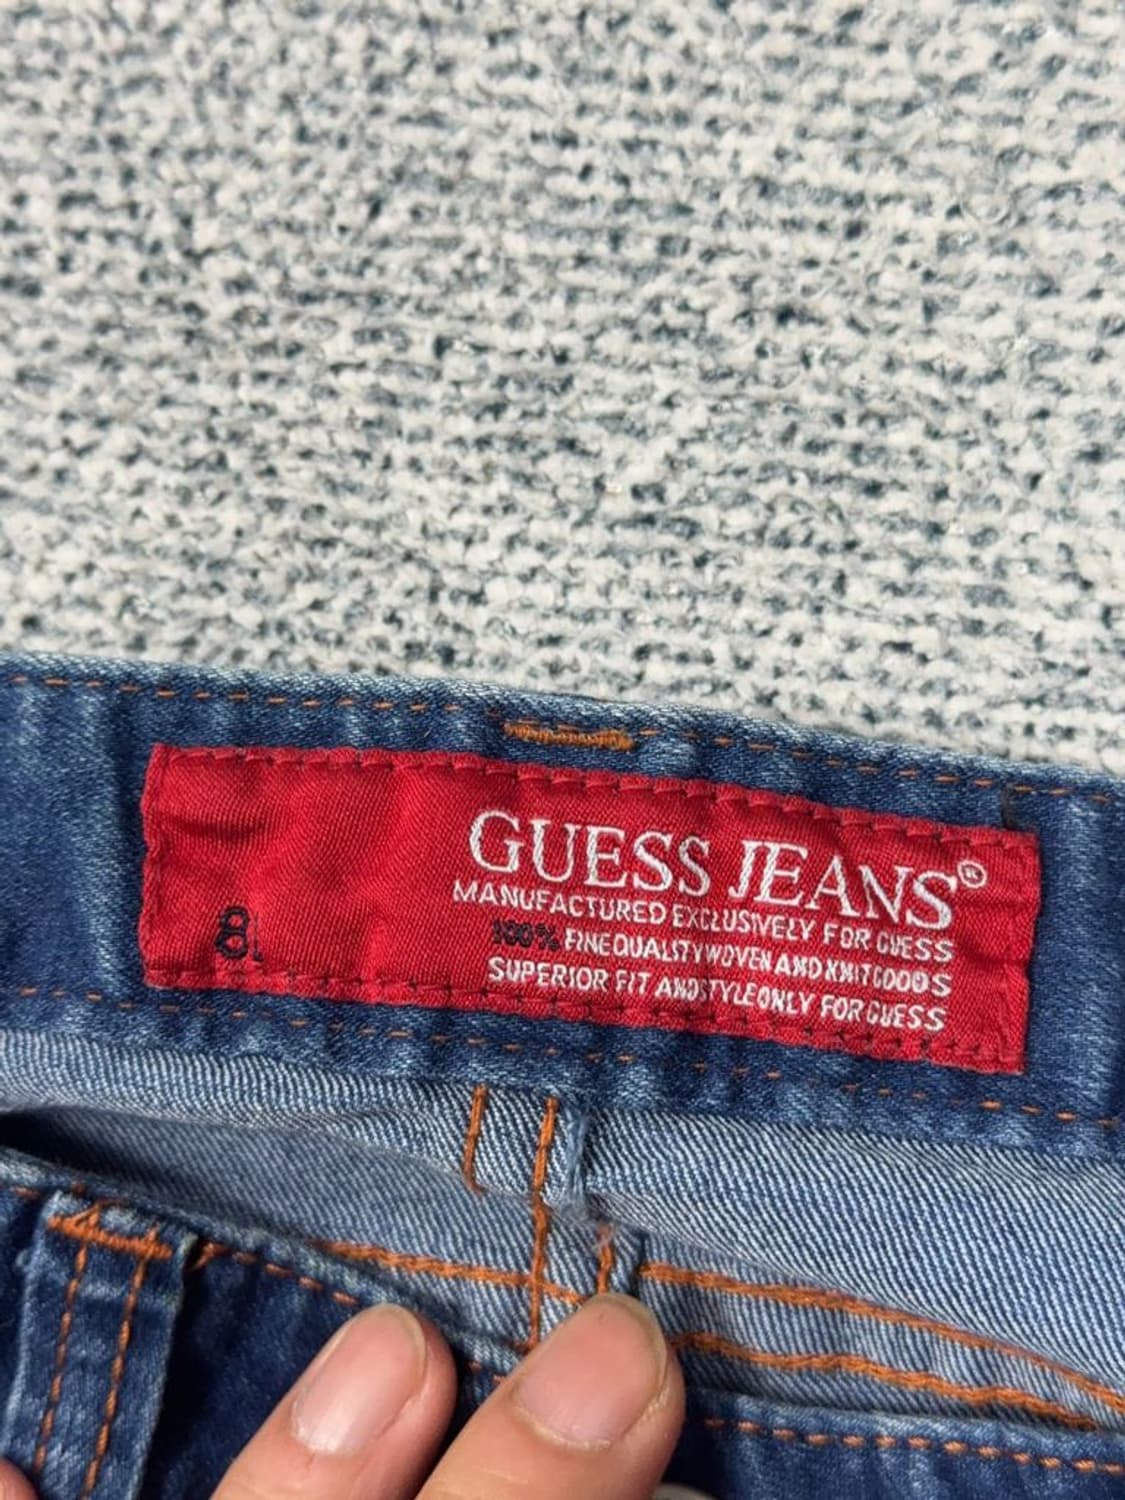 GUESS JEANS®
MANUFACTURED EXCLUSIVELY FOR GUESS
100% FINE QUALITY WOVEN AND KNIT GOODS
SUPERIOR FIT AND STYLE ONLY FOR GUESS
8